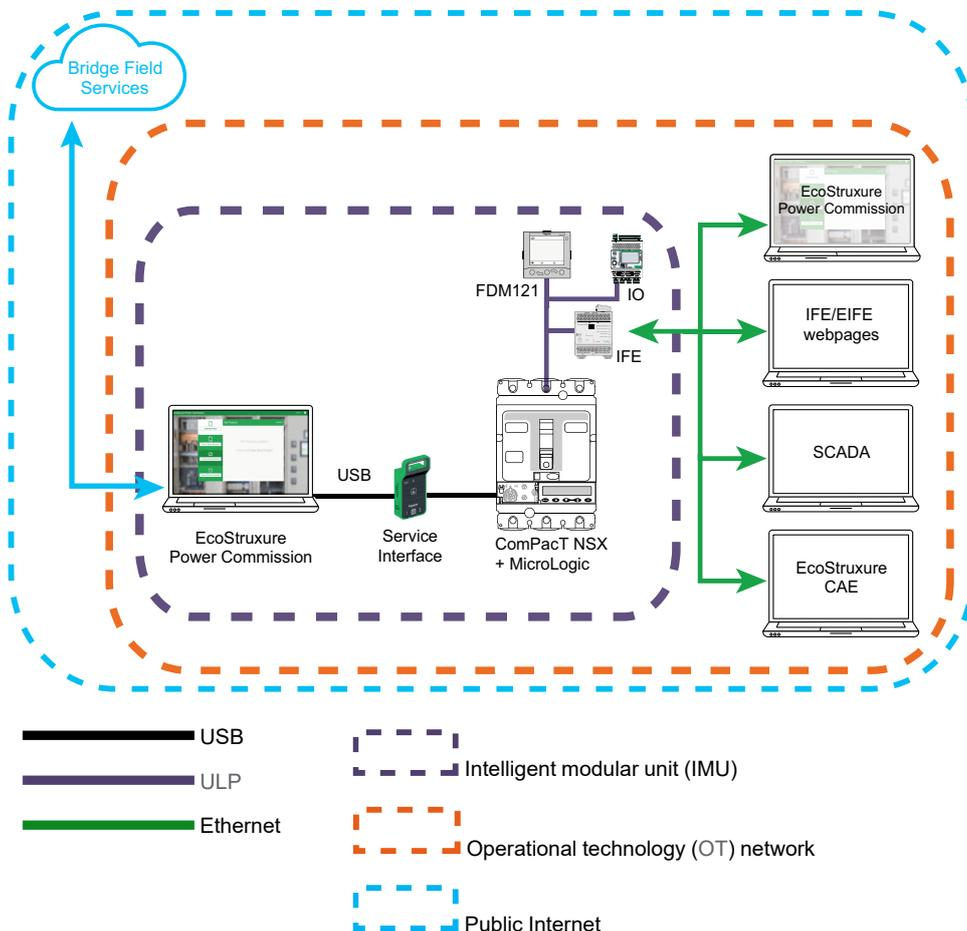 Bridge Field
Services
EcoStruxure
Power Commission
FDM121
IO
IFE
IFE/EIFE
webpages
SCADA
USB
EcoStruxure
Power Commission
Service
Interface
ComPacT NSX
+ MicroLogic
EcoStruxure
CAE
USB
ULP
Ethernet
Intelligent modular unit (IMU)
Operational technology (OT) network
Public Internet